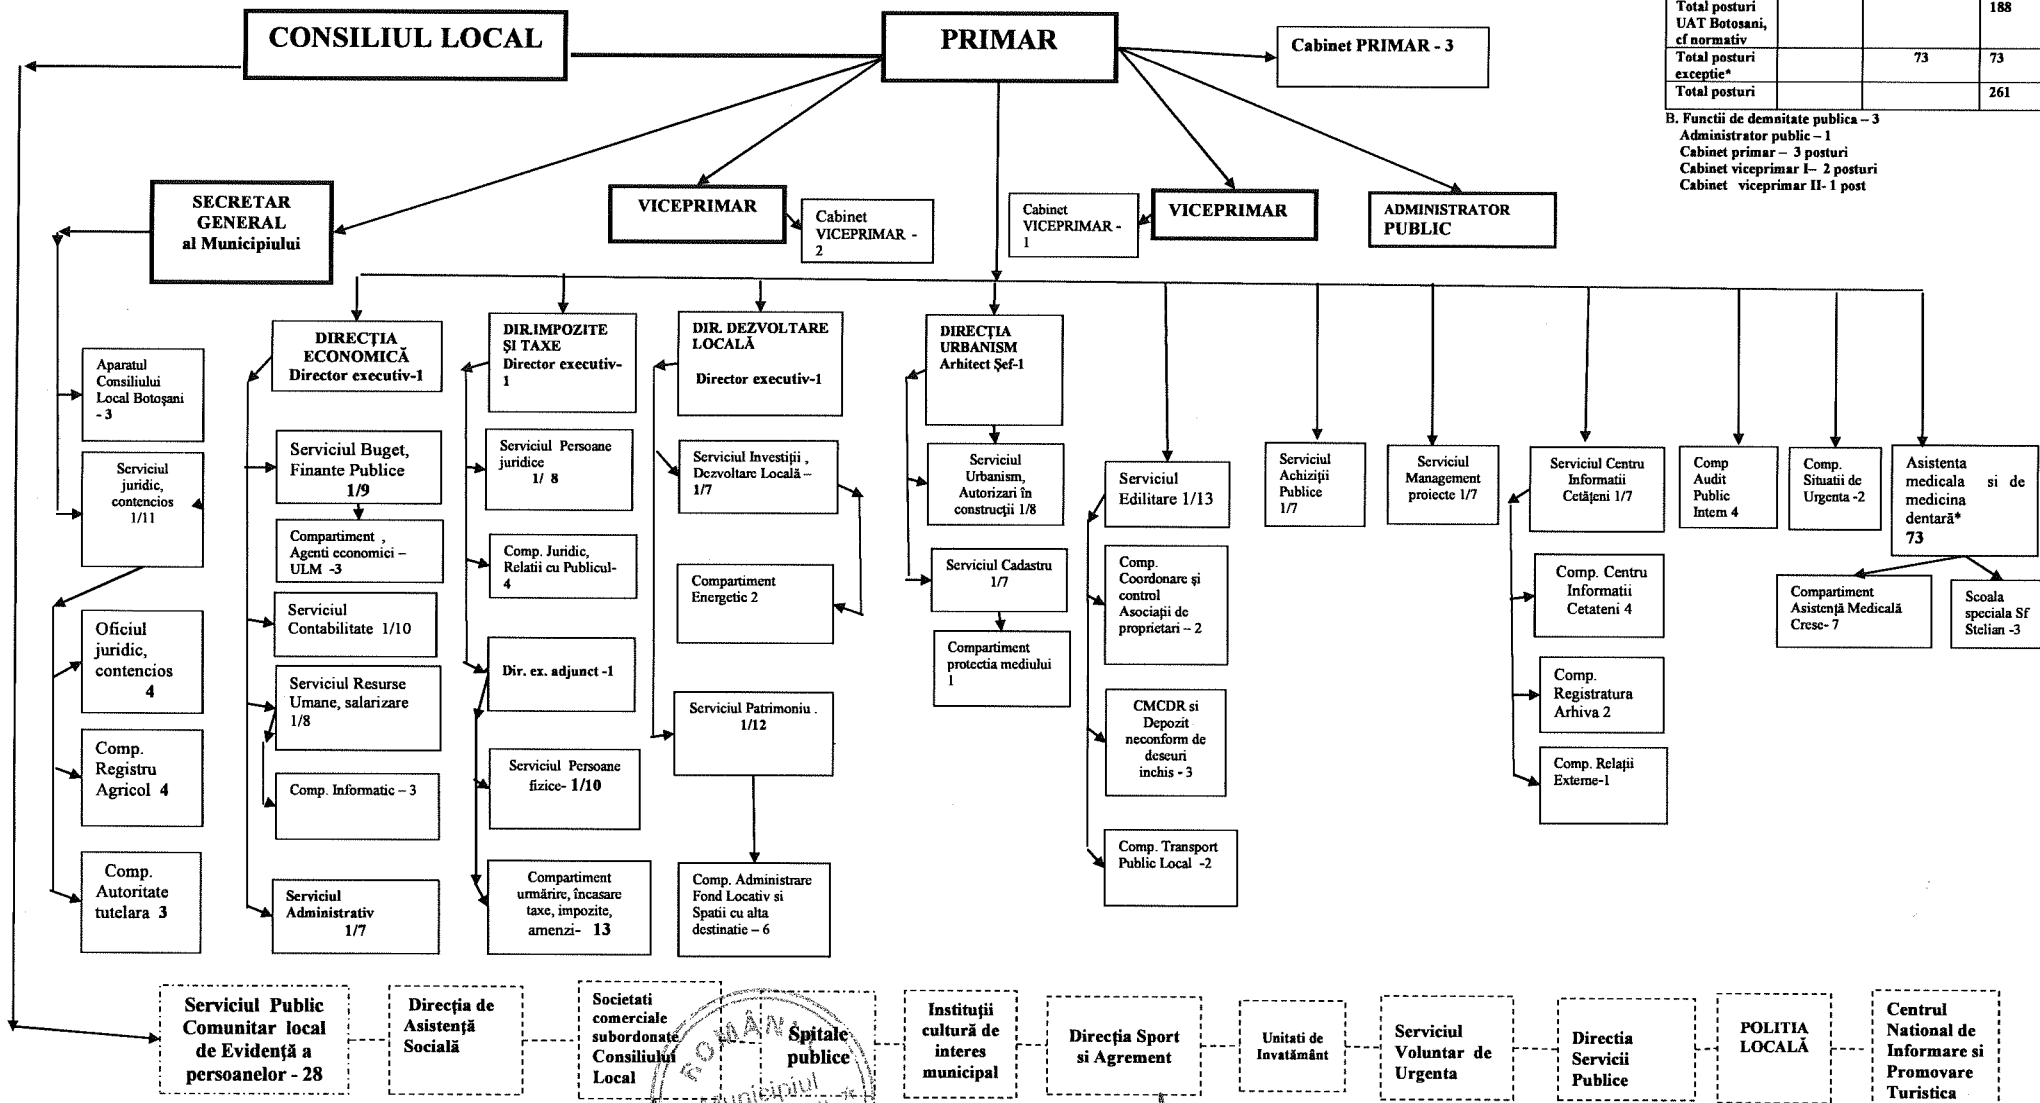 CONSILIUL LOCAL
PRIMAR
Cabinet PRIMAR - 3
Total posturi 188
UAT Botosani,
cf normativ
Total posturi 73 73
exceptie*
Total posturi 261
B. Functii de demnitate publica – 3
Administrator public – 1
Cabinet primar – 3 posturi
Cabinet viceprimar I– 2 posturi
Cabinet viceprimar II- 1 post
SECRETAR
GENERAL
al Municipiului
VICEPRIMAR
Cabinet
VICEPRIMAR -
2
Cabinet
VICEPRIMAR -
1
VICEPRIMAR
ADMINISTRATOR
PUBLIC
Aparatul
Consiliului
Local Botoşani
- 3
Serviciul
juridic,
contencios
1/11
Oficiul
juridic,
contencios
4
Comp.
Registru
Agricol 4
Comp.
Autoritate
tutelara 3
DIRECŢIA
ECONOMICĂ
Director executiv-1
Serviciul Buget,
Finante Publice
1/9
Compartiment ,
Agenti economici –
ULM -3
Serviciul
Contabilitate 1/10
Serviciul Resurse
Umane, salarizare
1/8
Comp. Informatic – 3
Serviciul
Administrativ
1/7
DIR.IMPOZITE
ŞI TAXE
Director executiv-
1
Serviciul Persoane
juridice
1/ 8
Comp. Juridic,
Relatii cu Publicul-
4
Dir. ex. adjunct -1
Serviciul Persoane
fizice- 1/10
Compartiment
urmărire, încasare
taxe, impozite,
amenzi- 13
DIR. DEZVOLTARE
LOCALĂ
Director executiv-1
Serviciul Investiţii ,
Dezvoltare Locală –
1/7
Compartiment
Energetic 2
Serviciul Patrimoniu .
1/12
Comp. Administrare
Fond Locativ si
Spatii cu alta
destinatie – 6
DIRECŢIA
URBANISM
Arhitect Şef-1
Serviciul
Urbanism,
Autorizari în
construcţii 1/8
Serviciul Cadastru
1/7
Compartiment
protectia mediului
1
Serviciul
Edilitare 1/13
Comp.
Coordonare şi
control
Asociaţii de
proprietari – 2
CMCDR si
Depozit
neconform de
deseuri
inchis - 3
Comp. Transport
Public Local -2
Serviciul
Achiziţii
Publice
1/7
Serviciul
Management
proiecte 1/7
Serviciul Centru
Informatii
Cetăţeni 1/7
Comp. Centru
Informatii
Cetateni 4
Comp.
Registratura
Arhiva 2
Comp. Relaţii
Externe-1
Comp
Audit
Public
Intern 4
Comp.
Situatii de
Urgenta -2
Asistenta
medicala si de
medicina
dentară*
73
Compartiment
Asistenţă Medicală
Crese- 7
Scoala
speciala Sf
Stelian -3
Serviciul Public
Comunitar local
de Evidenţă a
persoanelor - 28
Direcţia de
Asistenţă
Socială
Societati
comerciale
subordonate
Consiliului
Local
Spitale
publice
ROMÂNI
Municipiul
Instituţii
cultură de
interes
municipal
Direcţia Sport
si Agrement
Unitati de
Invatământ
Serviciul
Voluntar de
Urgenta
Directia
Servicii
Publice
POLITIA
LOCALĂ
Centrul
National de
Informare si
Promovare
Turistica